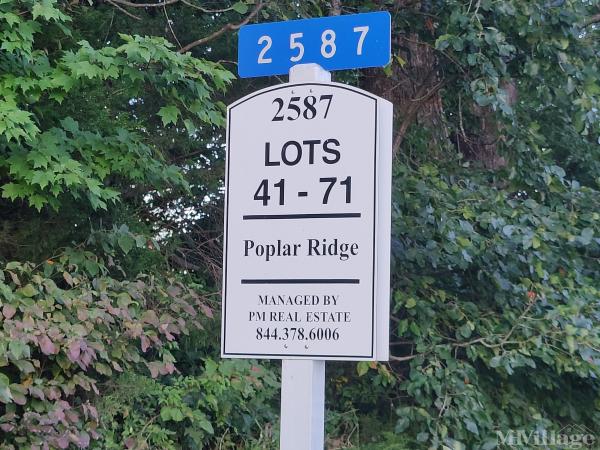 2587
2587
LOTS
41 - 71
Poplar Ridge
MANAGED BY
PM REAL ESTATE
844.378.6006
MHVillage